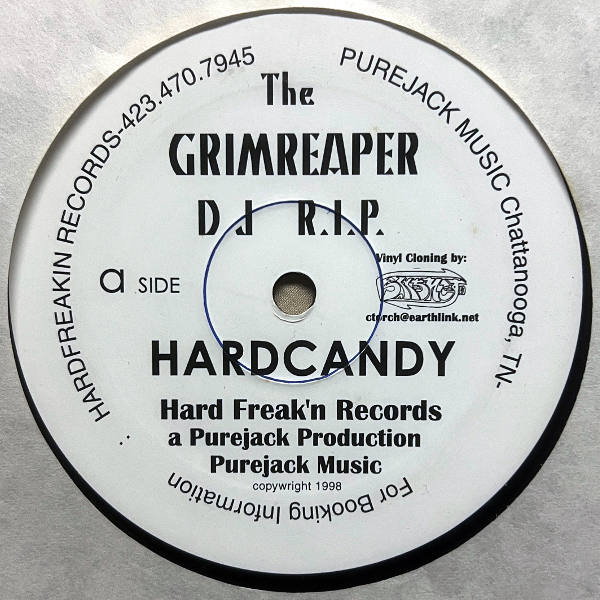 The
GRIMREAPER
DJ R.I.P.
a SIDE
Vinyl Cloning by:
ctorch@earthlink.net
HARDCANDY
Hard Freak'n Records
a Purejack Production
Purejack Music
copywright 1998
For Booking Information
HARDFREAKIN RECORDS-423.470.7945
PUREJACK MUSIC Chattanooga, TN-